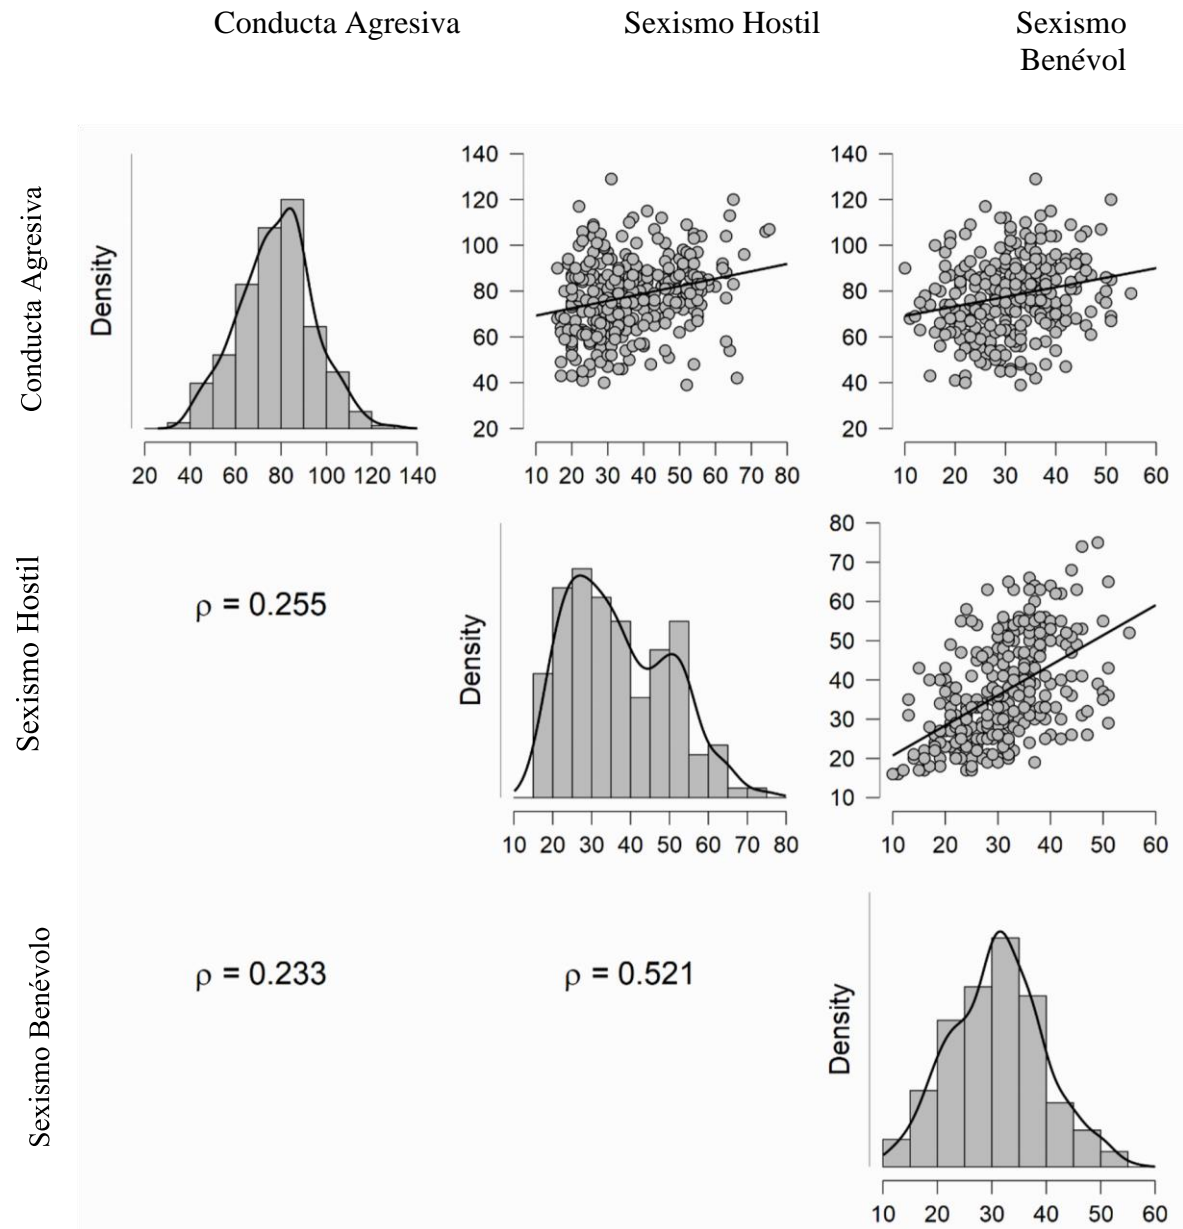 Conducta Agresiva
Sexismo Hostil
Sexismo
Benévol
Conducta Agresiva
Density
20 40 60 80 100 120 140
140
120
100
80
60
40
20
10 20 30 40 50 60 70 80
140
120
100
80
60
40
20
10 20 30 40 50 60
Sexismo Hostil
ρ = 0.255
Density
10 20 30 40 50 60 70 80
80
70
60
50
40
30
20
10
10 20 30 40 50 60
Sexismo Benévolo
ρ = 0.233
ρ = 0.521
Density
10 20 30 40 50 60